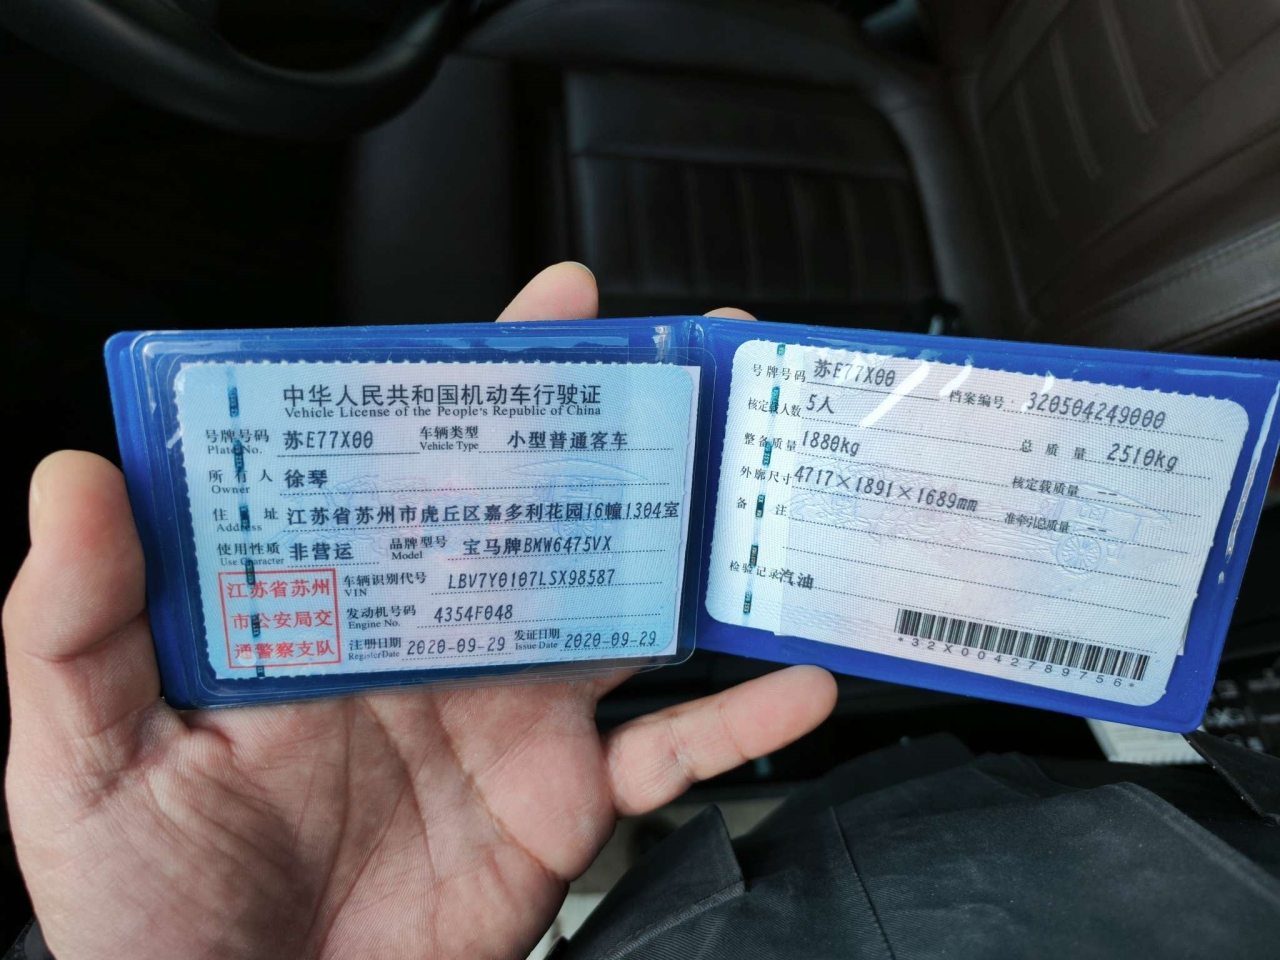 中华人民共和国机动车行驶证
Vehicle License of the People's Republic of China
号牌号码 苏E77X00 车辆类型 小型普通客车
Plate No. Vehicle Type
所有人 徐琴
Owner
住址 江苏省苏州市虎丘区嘉多利花园16幢1304室
Address
使用性质 非营运 品牌型号 宝马牌BMW6475VX
Use Character Model
江苏省苏州
市公安局交
通警察支队
车辆识别代号 LBV7Y0107LSX98587
VIN
发动机号码 4354F048
Engine No.
注册日期 2020-09-29 发证日期 2020-09-29
Register Date Issue Date
号牌号码 苏E77X00 档案编号 320504249000
核定载人数 5人 总质量 2510kg
整备质量 1880kg 核定载质量 --
外廓尺寸 4717×1891×1689mm 准牵引总质量 --
备注
检验记录 汽油
*32X0042789756*